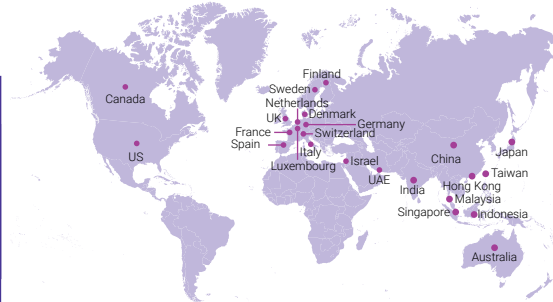 Finland
Canada
Sweden
Netherlands
UK
Denmark
Germany
France
Switzerland
Spain
Italy
US
Luxembourg
Israel
China
Japan
UAE
India
Taiwan
Hong Kong
Malaysia
Singapore
Indonesia
Australia